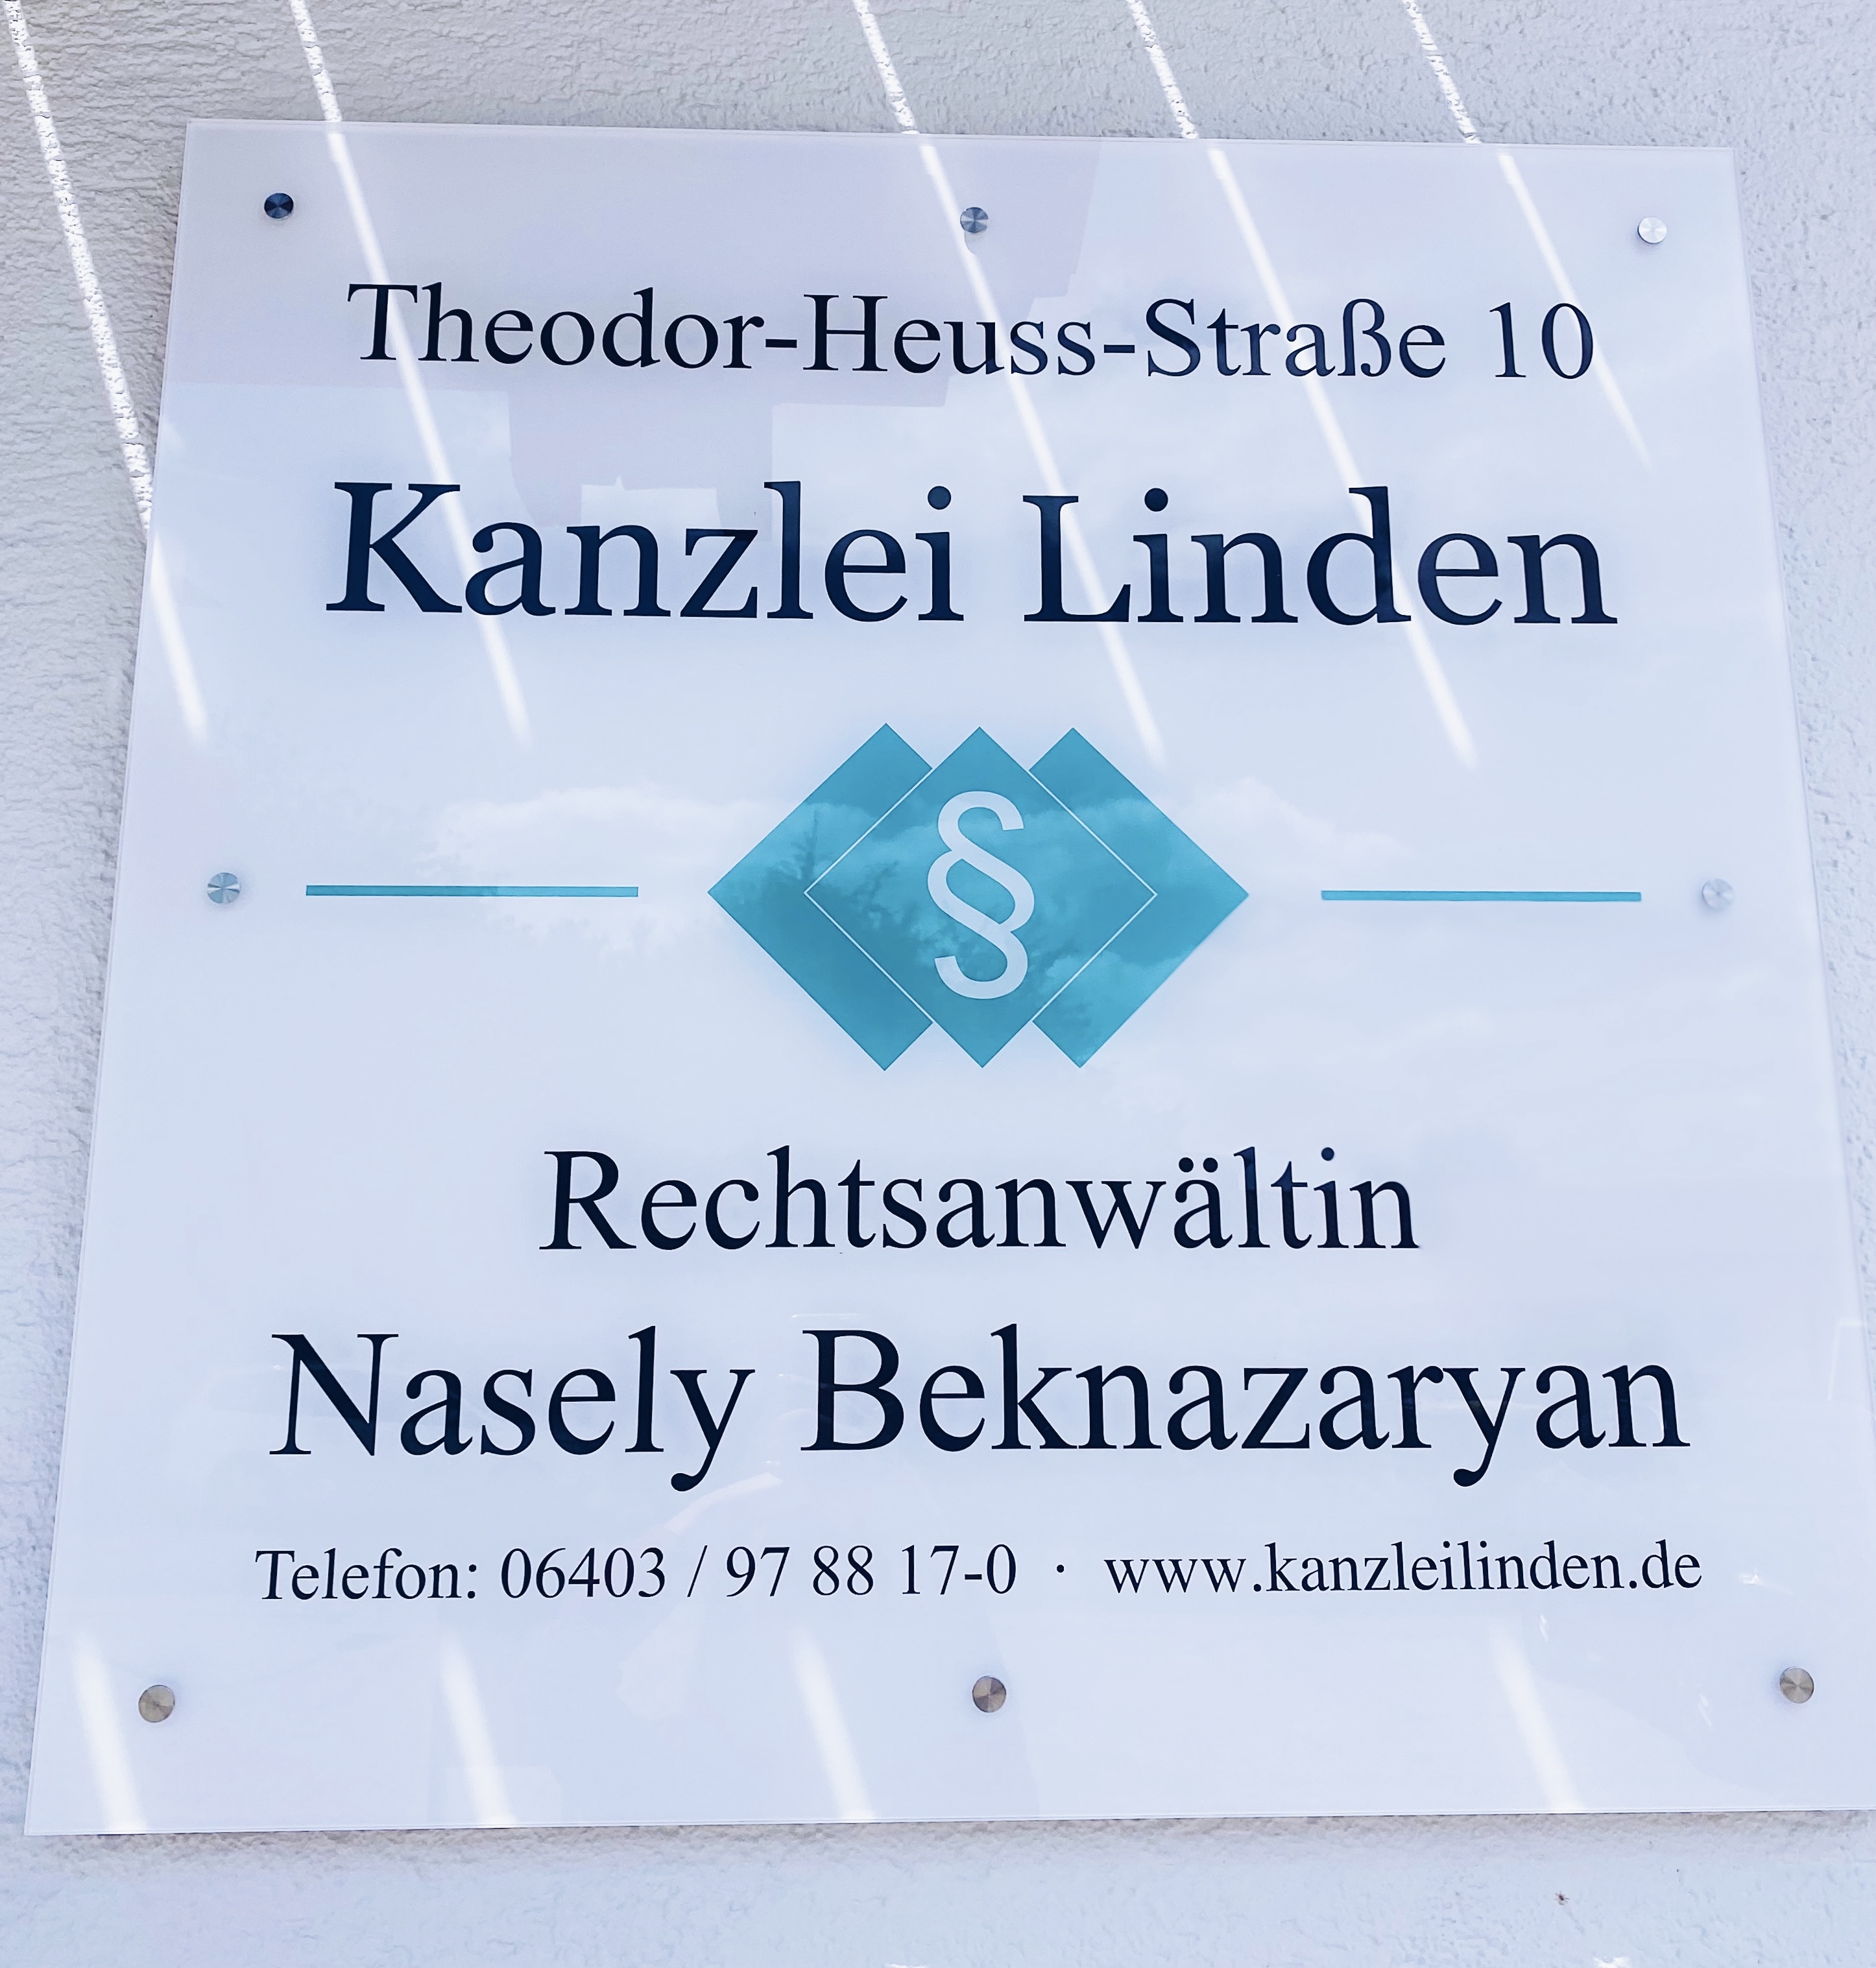 Theodor-Heuss-Straße 10
Kanzlei Linden
§
Rechtsanwältin
Nasely Beknazaryan
Telefon: 06403 / 97 88 17-0 · www.kanzleilinden.de